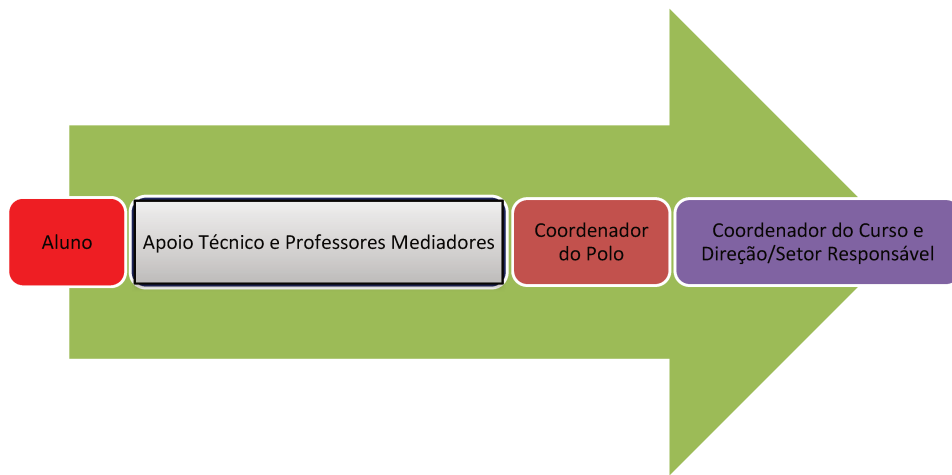 Aluno
Apoio Técnico e Professores Mediadores
Coordenador
do Polo
Coordenador do Curso e
Direção/Setor Responsável